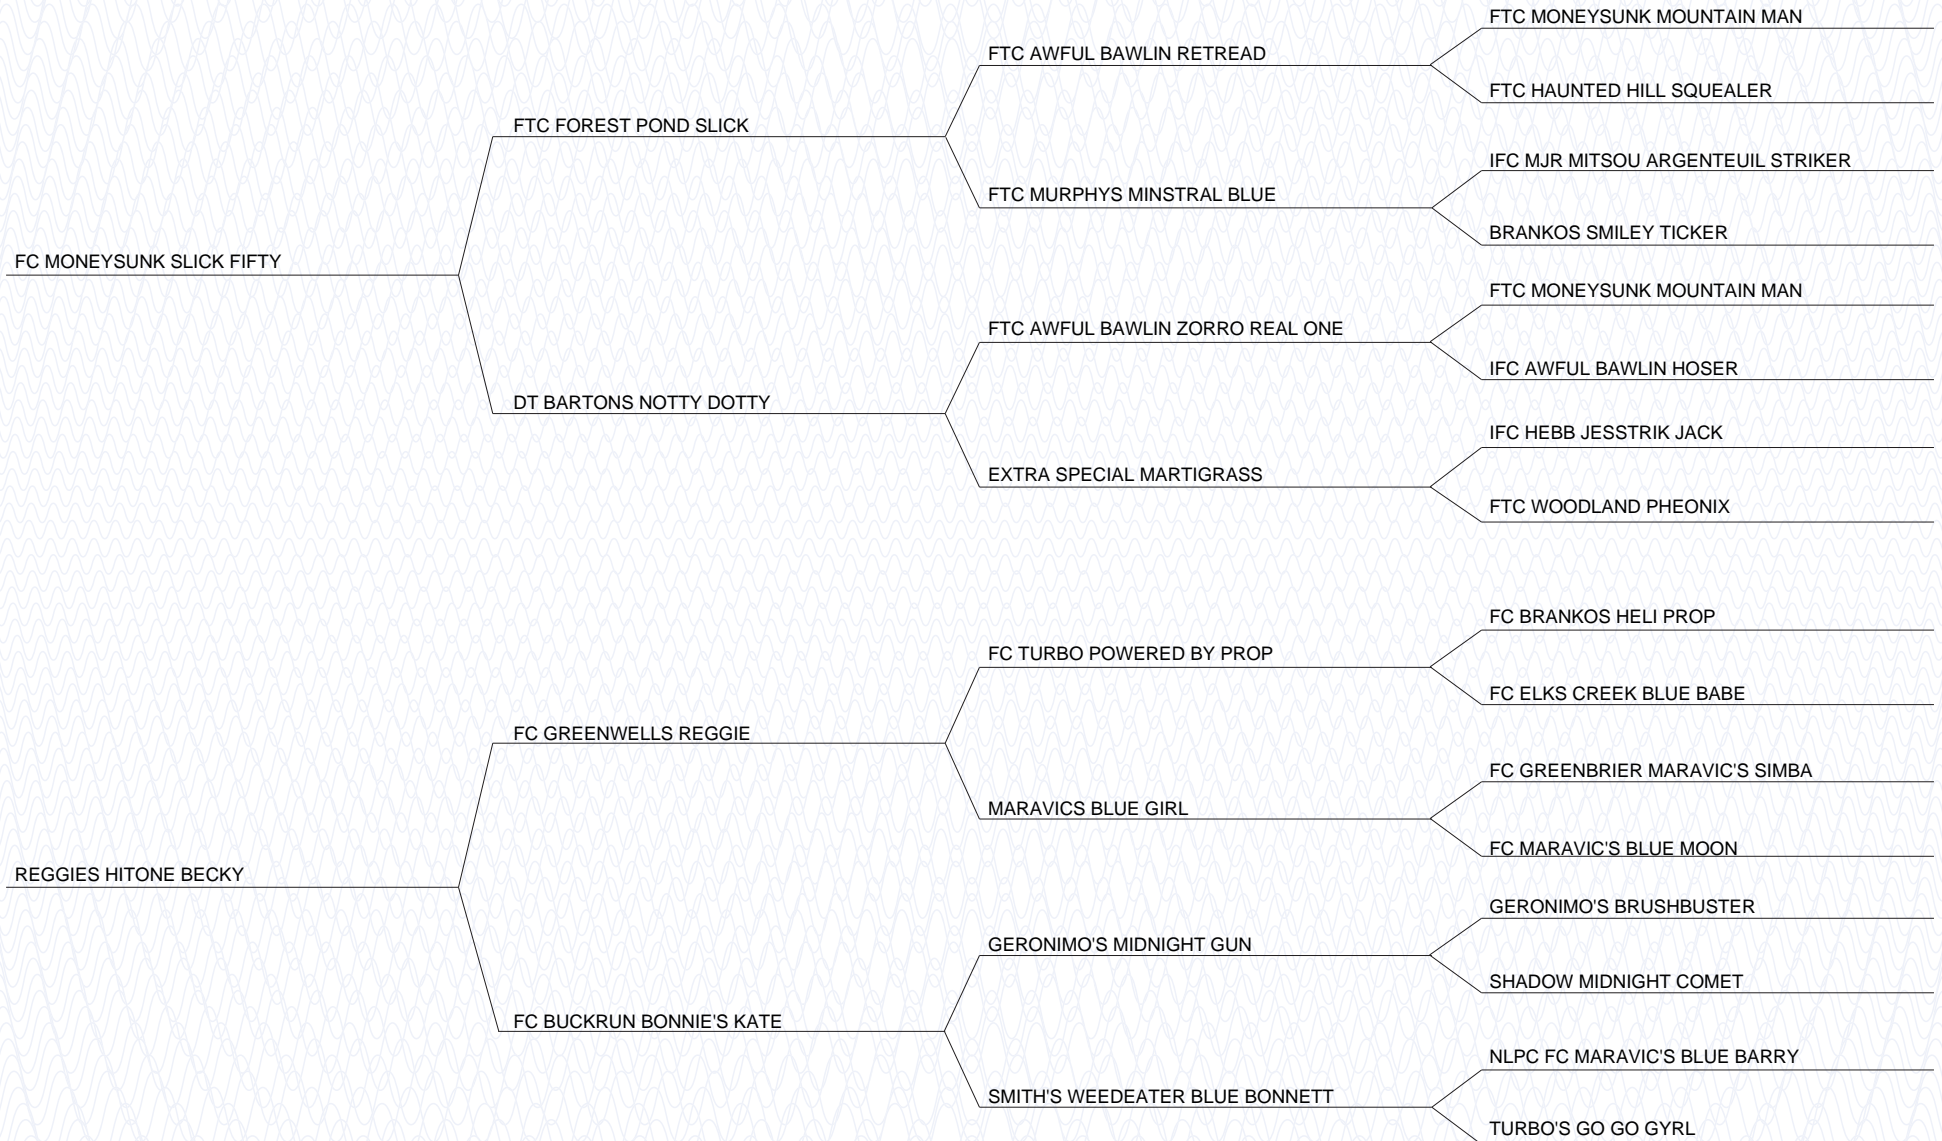 FTC MONEYSUNK MOUNTAIN MAN
FTC AWFUL BAWLIN RETREAD
FTC HAUNTED HILL SQUEALER
FTC FOREST POND SLICK
IFC MJR MITSOU ARGENTEUIL STRIKER
FTC MURPHYS MINSTRAL BLUE
BRANKOS SMILEY TICKER
FC MONEYSUNK SLICK FIFTY
FTC MONEYSUNK MOUNTAIN MAN
FTC AWFUL BAWLIN ZORRO REAL ONE
IFC AWFUL BAWLIN HOSER
DT BARTONS NOTTY DOTTY
IFC HEBB JESSTRIK JACK
EXTRA SPECIAL MARTIGRASS
FTC WOODLAND PHEONIX
FC BRANKOS HELI PROP
FC TURBO POWERED BY PROP
FC ELKS CREEK BLUE BABE
FC GREENWELLS REGGIE
FC GREENBRIER MARAVIC'S SIMBA
MARAVICS BLUE GIRL
FC MARAVIC'S BLUE MOON
REGGIES HITONE BECKY
GERONIMO'S BRUSHBUSTER
GERONIMO'S MIDNIGHT GUN
SHADOW MIDNIGHT COMET
FC BUCKRUN BONNIE'S KATE
NLPC FC MARAVIC'S BLUE BARRY
SMITH'S WEEDEATER BLUE BONNETT
TURBO'S GO GO GYRL